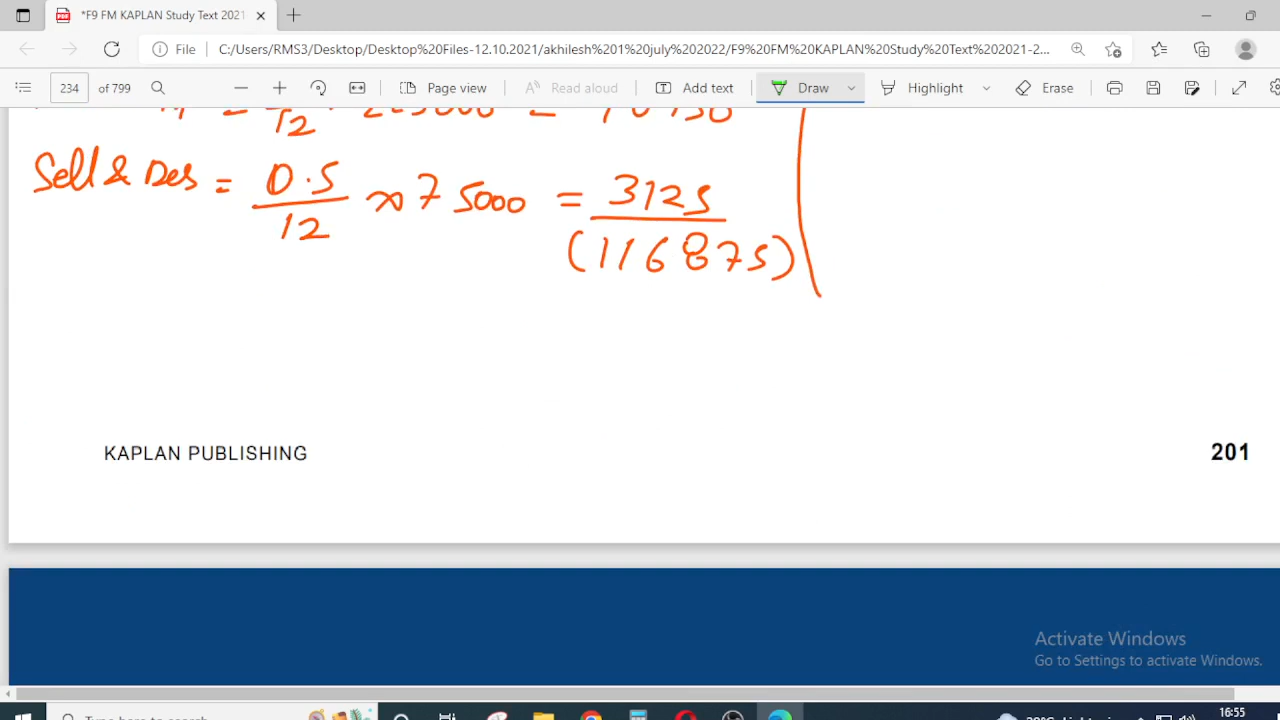 *F9 FM KAPLAN Study Text 2021
File C:/Users/RMS3/Desktop/Desktop%20Files-12.10.2021/akhilesh%201%20july%202022/F9%20FM%20KAPLAN%20Study%20Text%202021-2...
234 of 799 Page view Read aloud Add text Draw Highlight Erase
12
Sell & Des = 0.5 / 12 x 75000 = 3125
(116875)
KAPLAN PUBLISHING 201
Activate Windows
Go to Settings to activate Windows.
16:55